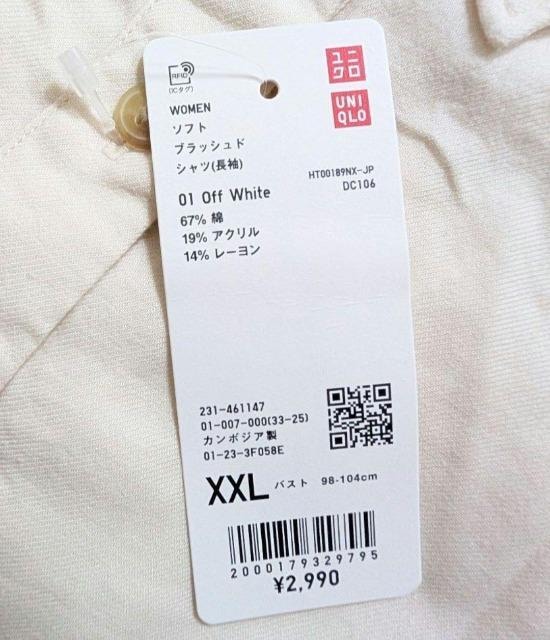 RFID
(ICタグ)
ユニ
クロ
UNI
QLO
WOMEN
ソフト
ブラッシュド
シャツ(長袖)
HT00189NX-JP
DC106
01 Off White
67% 綿
19% アクリル
14% レーヨン
231-461147
01-007-000(33-25)
カンボジア製
01-23-3F058E
XXL バスト 98-104cm
2000179329795
¥2,990